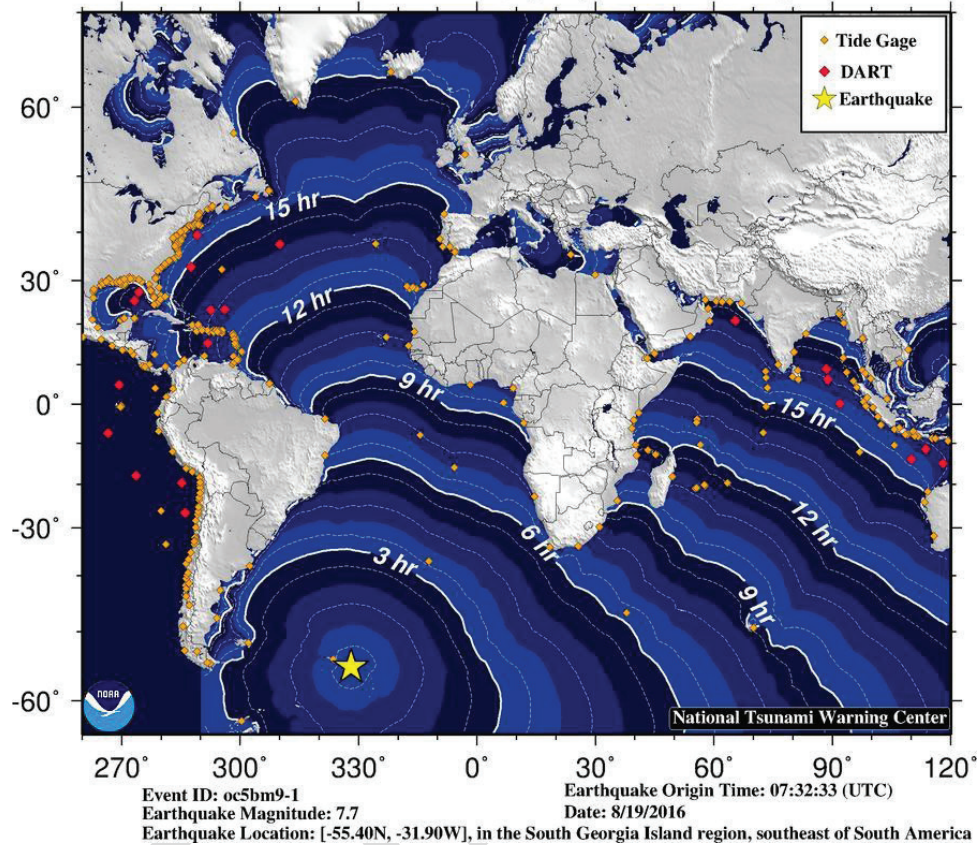 Tide Gage
DART
Earthquake
60°
30°
0°
-30°
-60°
15 hr
12 hr
9 hr
6 hr
3 hr
15 hr
12 hr
9 hr
NOAA
National Tsunami Warning Center
270°
300°
330°
0°
30°
60°
90°
120°
Event ID: oc5bm9-1
Earthquake Origin Time: 07:32:33 (UTC)
Earthquake Magnitude: 7.7
Date: 8/19/2016
Earthquake Location: [-55.40N, -31.90W], in the South Georgia Island region, southeast of South America